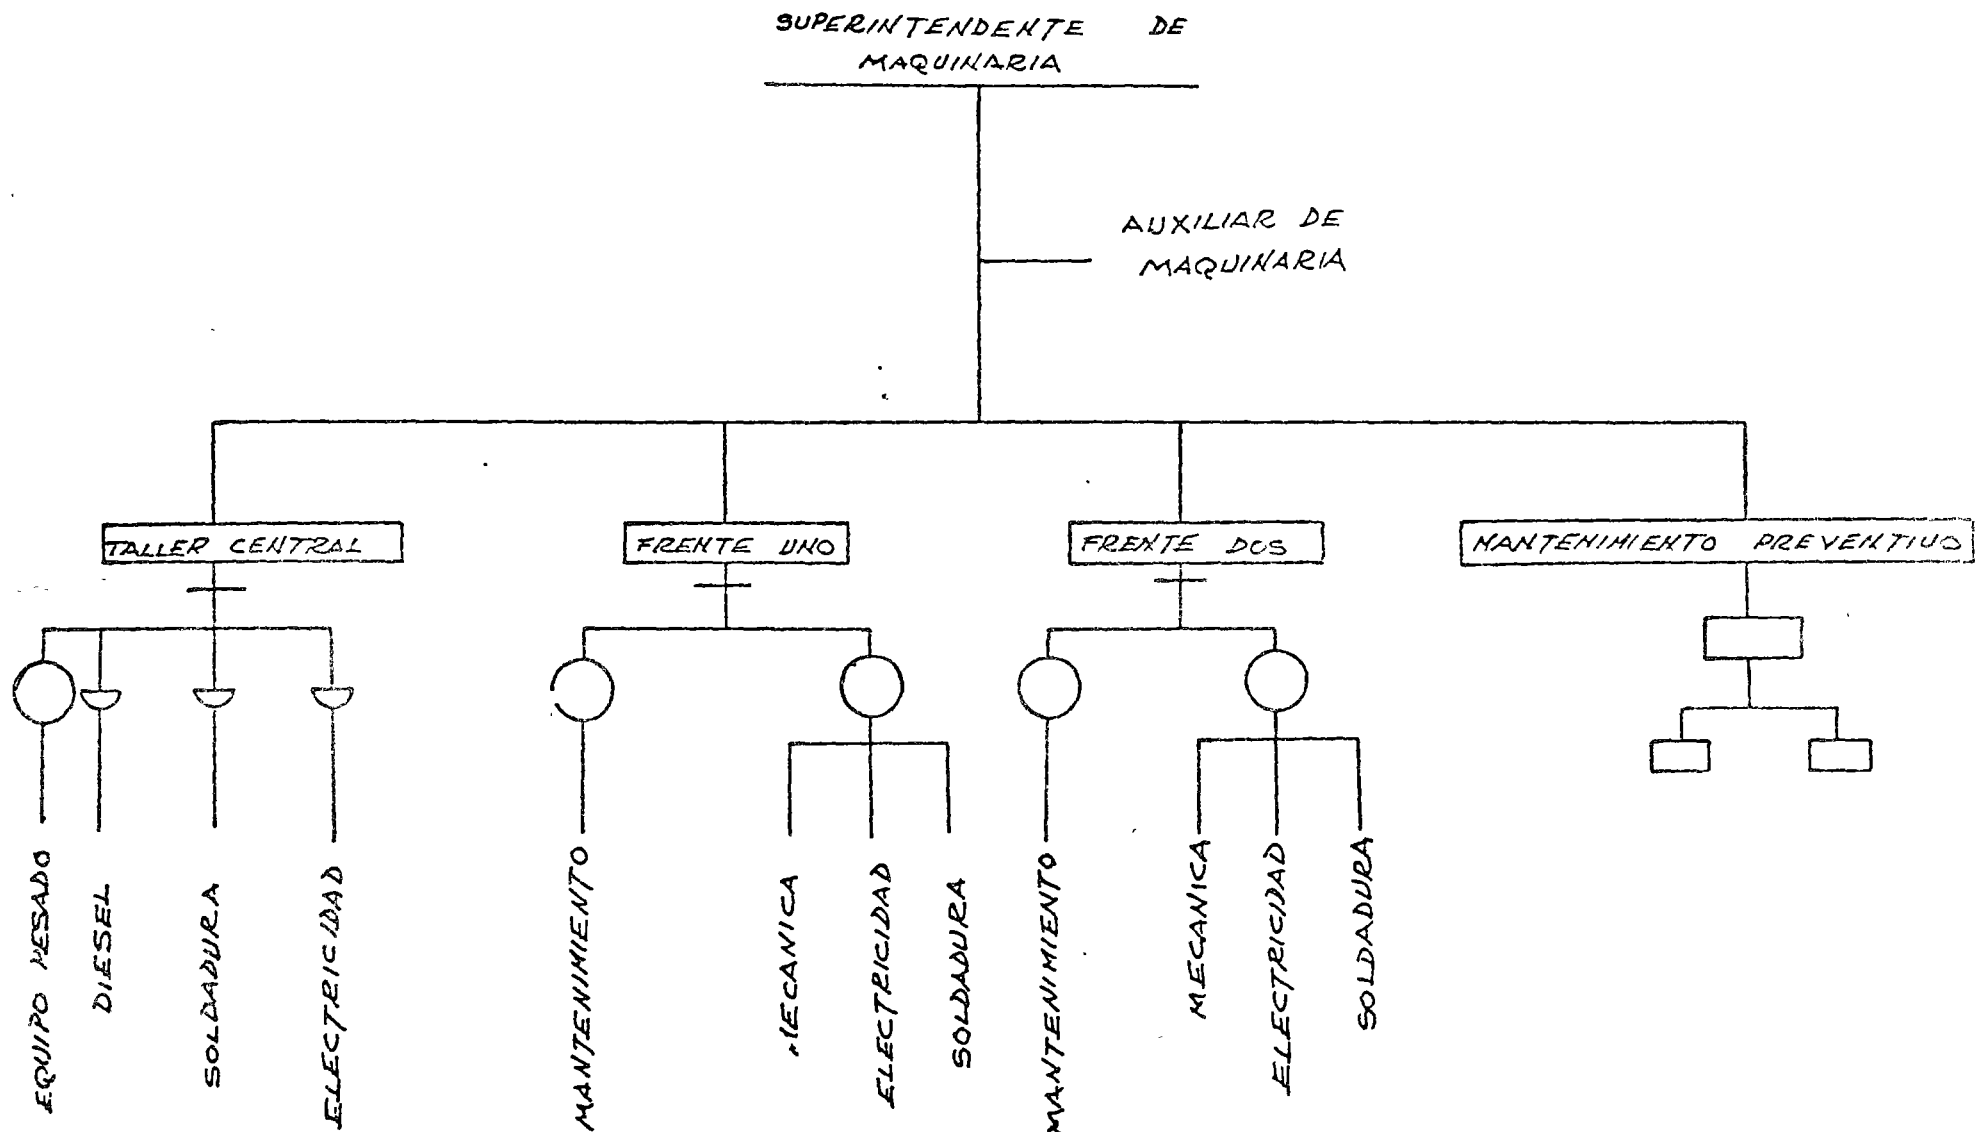 SUPERINTENDENTE DE
MAQUINARIA
AUXILIAR DE
MAQUINARIA
TALLER CENTRAL
FRENTE UNO
FRENTE DOS
MANTENIMIENTO PREVENTIVO
EQUIPO PESADO
DIESEL
SOLDADURA
ELECTRICIDAD
MANTENIMIENTO
MECANICA
ELECTRICIDAD
SOLDADURA
MANTENIMIENTO
MECANICA
ELECTRICIDAD
SOLDADURA